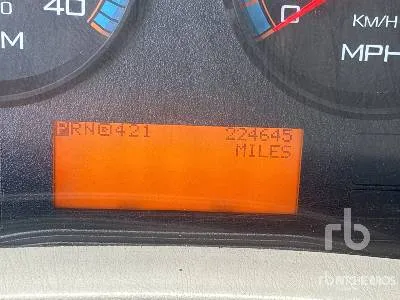 40
M
0
KM/H
MPH
PRND421
224645
MILES
rb
RITCHIE BROS.